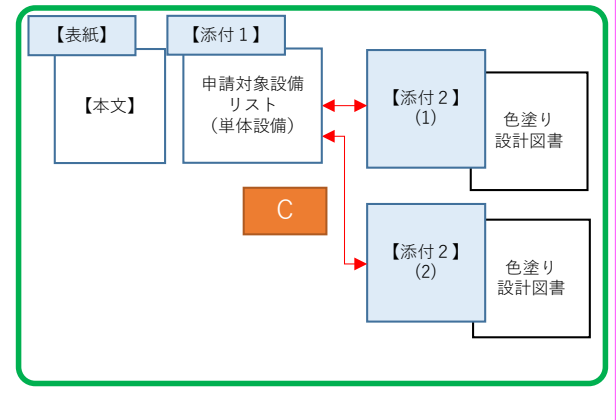 【表紙】
【本文】
【添付１】
申請対象設備
リスト
（単体設備）
【添付２】
(1)
色塗り
設計図書
C
【添付２】
(2)
色塗り
設計図書